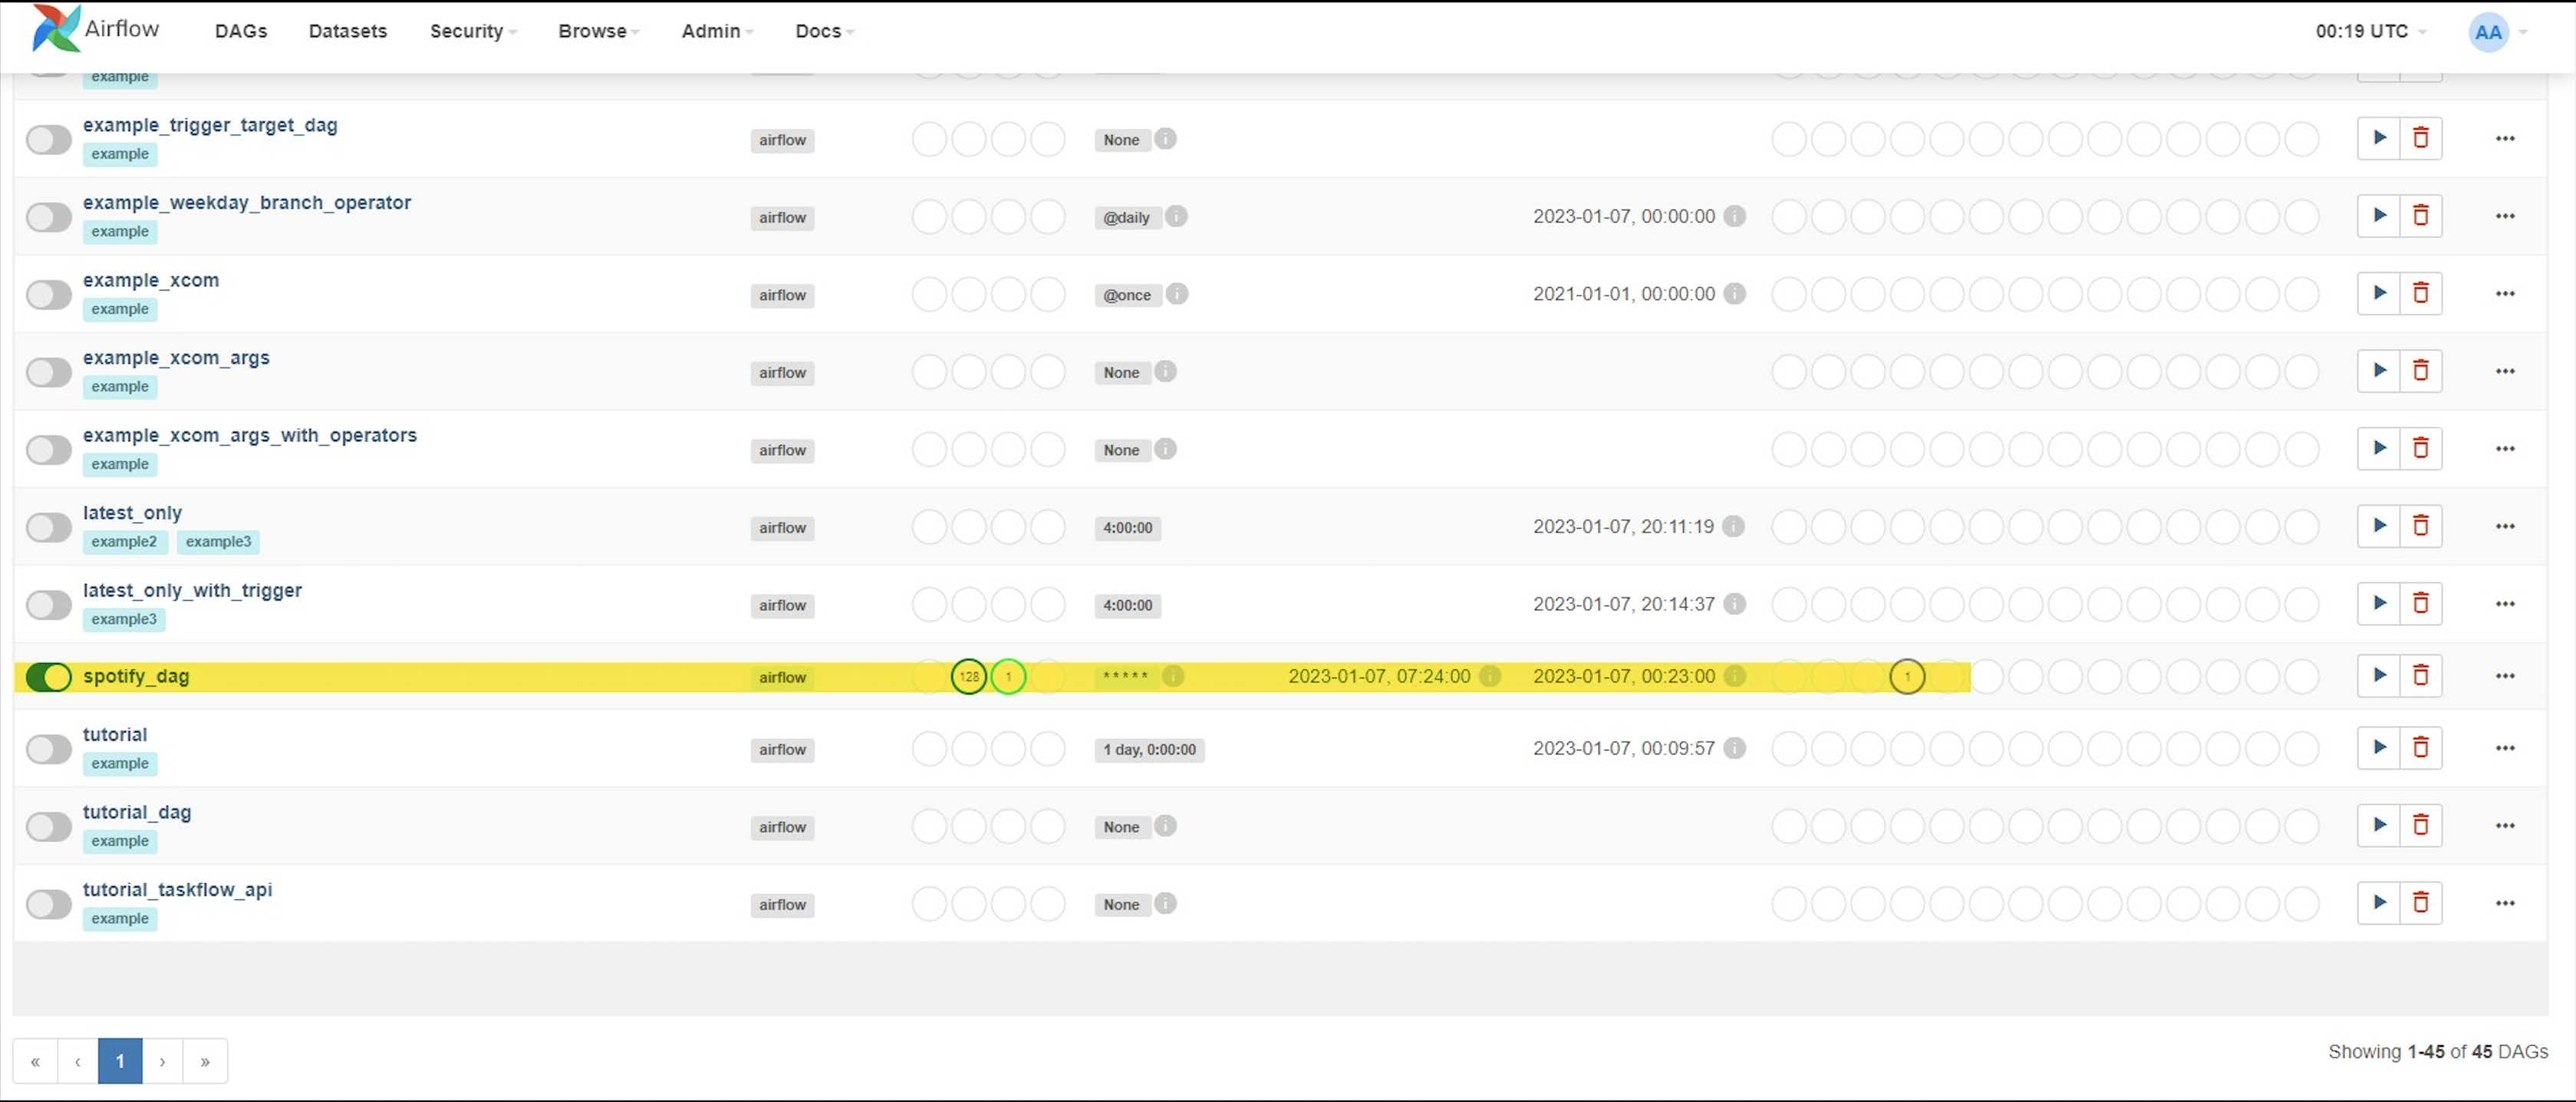 Airflow DAGs Datasets Security Browse Admin Docs 00:19 UTC AA
example
example_trigger_target_dag
example
airflow None i
example_weekday_branch_operator
example
airflow @daily i 2023-01-07, 00:00:00 i
example_xcom
example
airflow @once i 2021-01-01, 00:00:00 i
example_xcom_args
example
airflow None i
example_xcom_args_with_operators
example
airflow None i
latest_only
example2 example3
airflow 4:00:00 2023-01-07, 20:11:19 i
latest_only_with_trigger
example3
airflow 4:00:00 2023-01-07, 20:14:37 i
spotify_dag airflow 128 1 * * * * * i 2023-01-07, 07:24:00 i 2023-01-07, 00:23:00 i 1
tutorial
example
airflow 1 day, 0:00:00 2023-01-07, 00:09:57 i
tutorial_dag
example
airflow None i
tutorial_taskflow_api
example
airflow None i
« ‹ 1 › »
Showing 1-45 of 45 DAGs